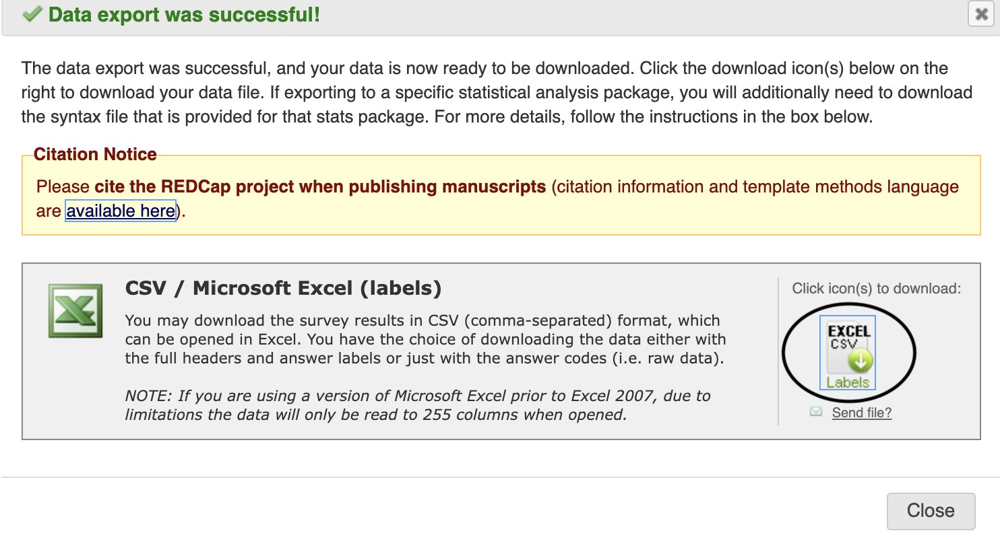 Data export was successful!
The data export was successful, and your data is now ready to be downloaded. Click the download icon(s) below on the
right to download your data file. If exporting to a specific statistical analysis package, you will additionally need to download
the syntax file that is provided for that stats package. For more details, follow the instructions in the box below.
Citation Notice
Please cite the REDCap project when publishing manuscripts (citation information and template methods language
are available here).
CSV / Microsoft Excel (labels)
You may download the survey results in CSV (comma-separated) format, which
can be opened in Excel. You have the choice of downloading the data either with
the full headers and answer labels or just with the answer codes (i.e. raw data).
NOTE: If you are using a version of Microsoft Excel prior to Excel 2007, due to
limitations the data will only be read to 255 columns when opened.
Click icon(s) to download:
EXCEL
CSV
Labels
Send file?
Close